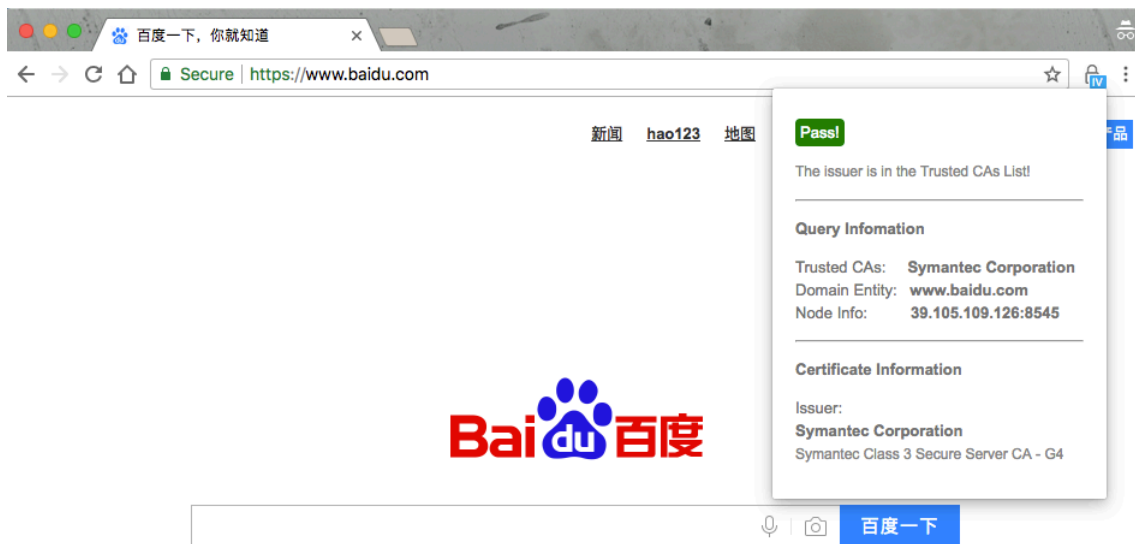 百度一下，你就知道
Secure https://www.baidu.com
IV
新闻 hao123 地图
产品
Pass!
The issuer is in the Trusted CAs List!
Query Infomation
Trusted CAs: Symantec Corporation
Domain Entity: www.baidu.com
Node Info: 39.105.109.126:8545
Certificate Information
Issuer:
Symantec Corporation
Symantec Class 3 Secure Server CA - G4
Baidu百度
百度一下